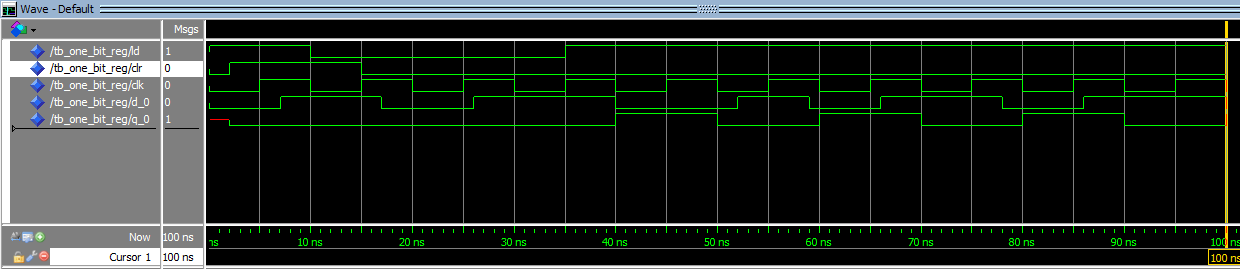 Wave - Default
Msgs
/tb_one_bit_reg/ld 1
/tb_one_bit_reg/clr 0
/tb_one_bit_reg/clk 0
/tb_one_bit_reg/d_0 0
/tb_one_bit_reg/q_0 1
Now 100 ns ns 10 ns 20 ns 30 ns 40 ns 50 ns 60 ns 70 ns 80 ns 90 ns 100 ns
Cursor 1 100 ns 100 ns